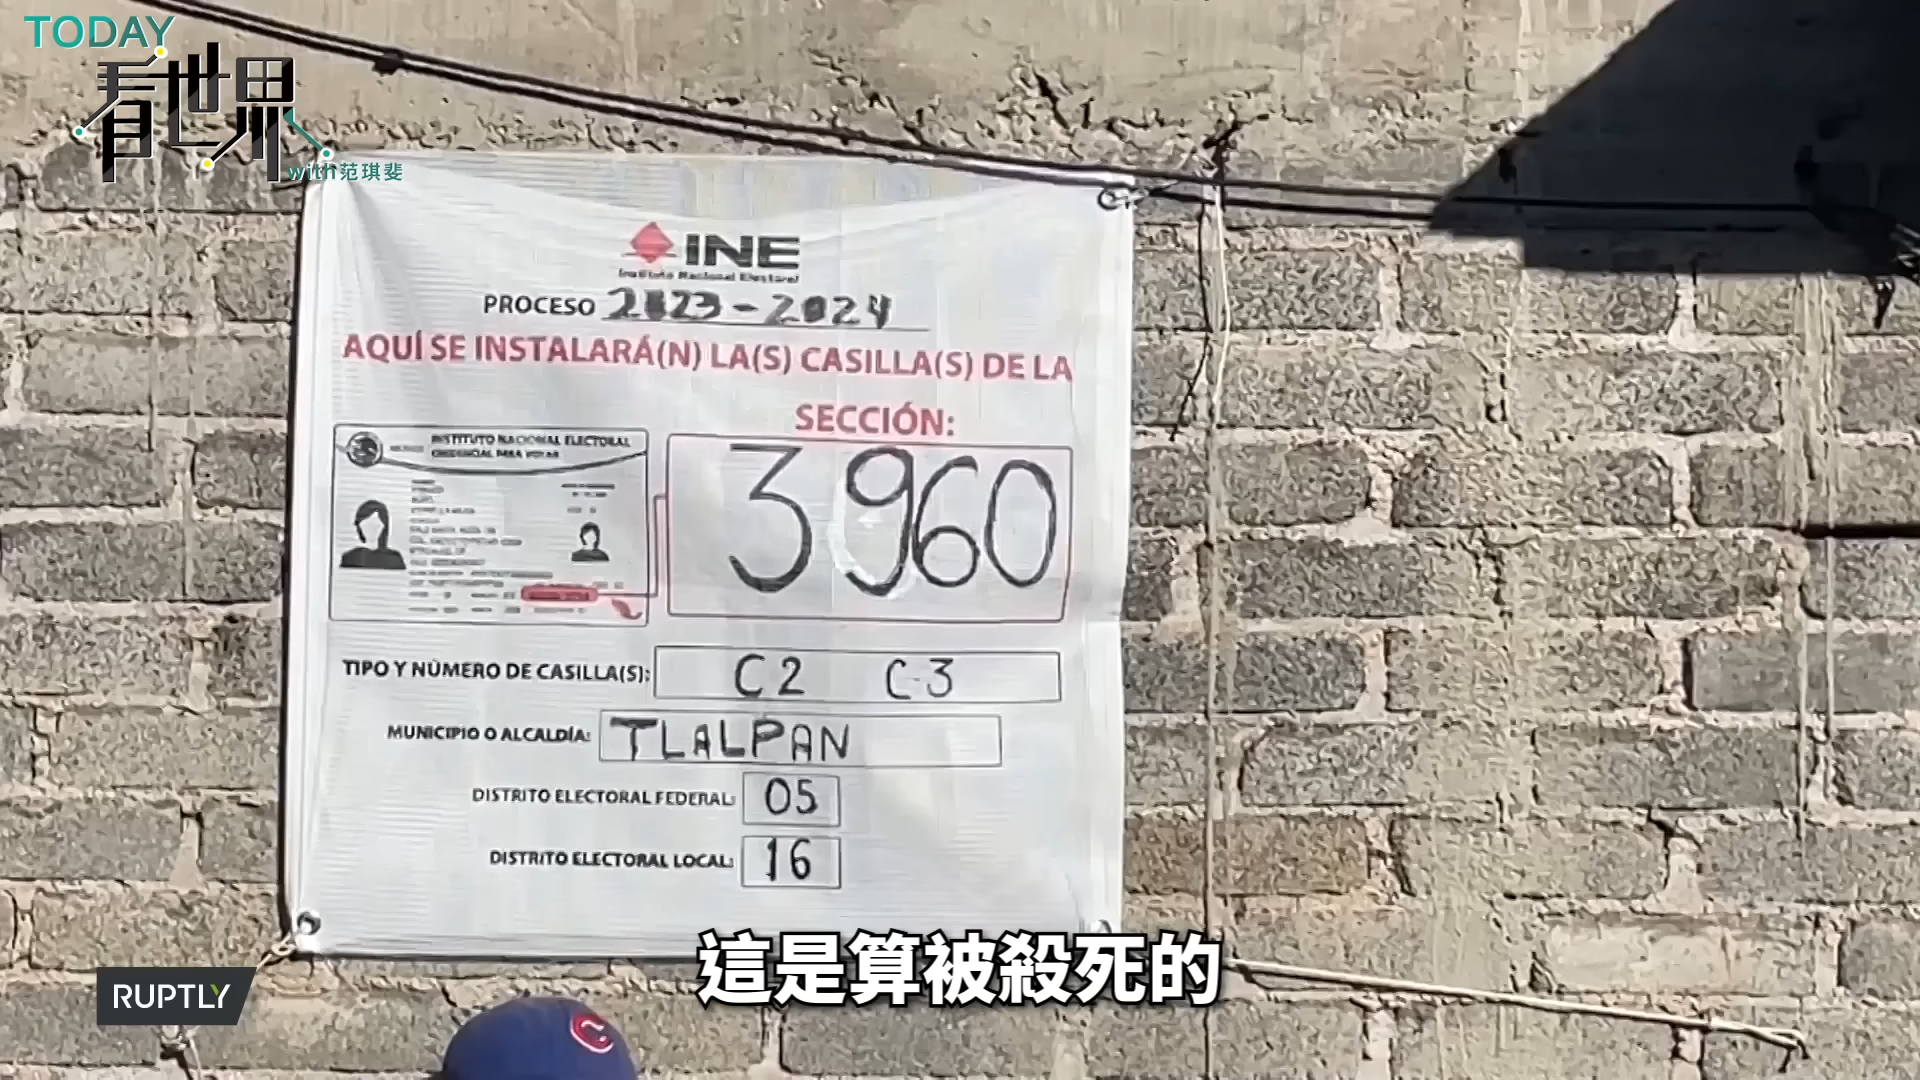 TODAY
看世界
with范琪斐
INE
Instituto Nacional Electoral
PROCESO 2023-2024
AQUÍ SE INSTALARÁ(N) LA(S) CASILLA(S) DE LA
SECCIÓN:
INSTITUTO NACIONAL ELECTORAL
CREDENCIAL PARA VOTAR
3960
TIPO Y NÚMERO DE CASILLA(S): C2 C-3
MUNICIPIO O ALCALDÍA: TLALPAN
DISTRITO ELECTORAL FEDERAL: 05
DISTRITO ELECTORAL LOCAL: 16
這是算被殺死的
RUPTLY
C